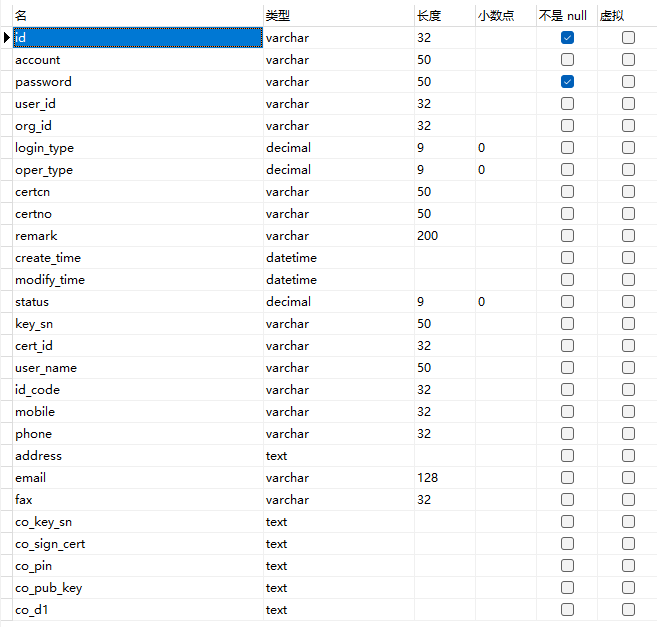 名 类型 长度 小数点 不是 null 虚拟
id varchar 32
account varchar 50
password varchar 50
user_id varchar 32
org_id varchar 32
login_type decimal 9 0
oper_type decimal 9 0
certcn varchar 50
certno varchar 50
remark varchar 200
create_time datetime
modify_time datetime
status decimal 9 0
key_sn varchar 50
cert_id varchar 32
user_name varchar 50
id_code varchar 32
mobile varchar 32
phone varchar 32
address text
email varchar 128
fax varchar 32
co_key_sn text
co_sign_cert text
co_pin text
co_pub_key text
co_d1 text